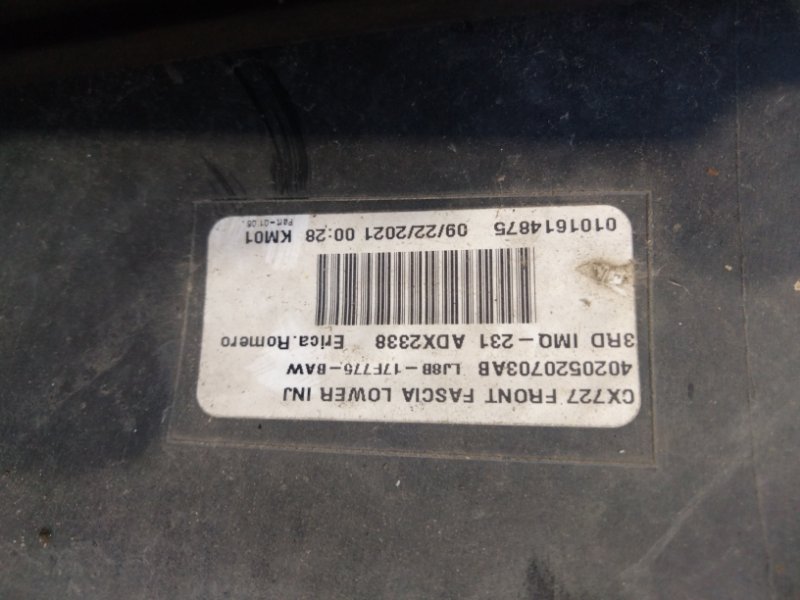 CX727 FRONT FASCIA LOWER INJ
4020520703AB LJ8B-17F775-BAW
3RD IMQ-231 ADX2338 Erica.Romero
0101614875 09/22/2021 00:28 KM01